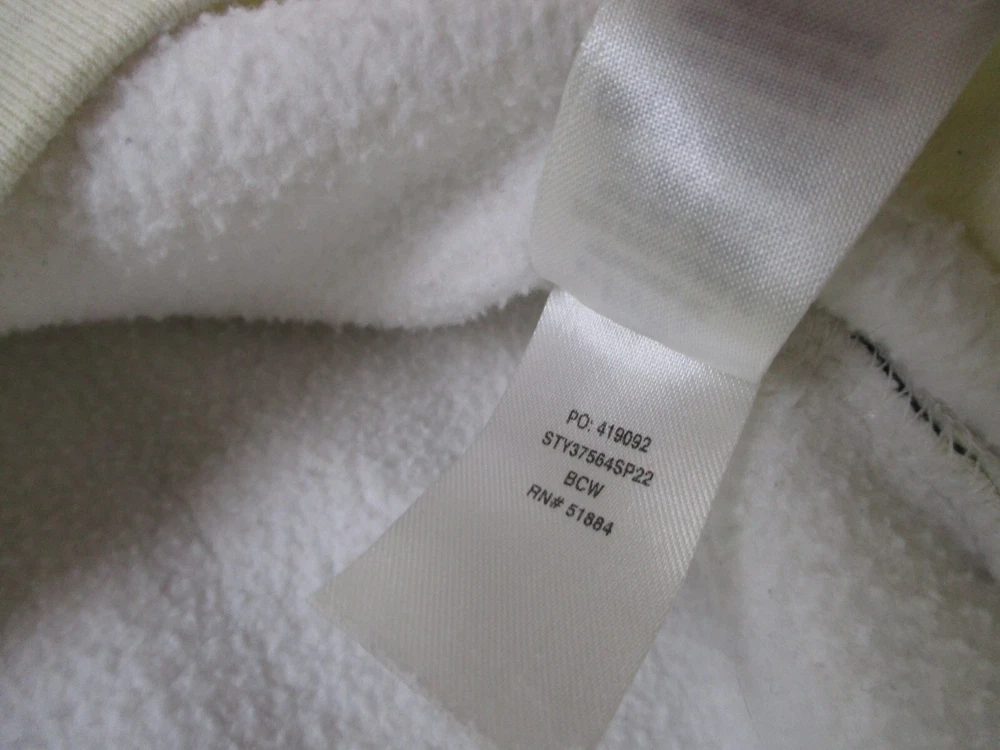 PO: 419092
STY37564SP22
BCW
RN# 51884